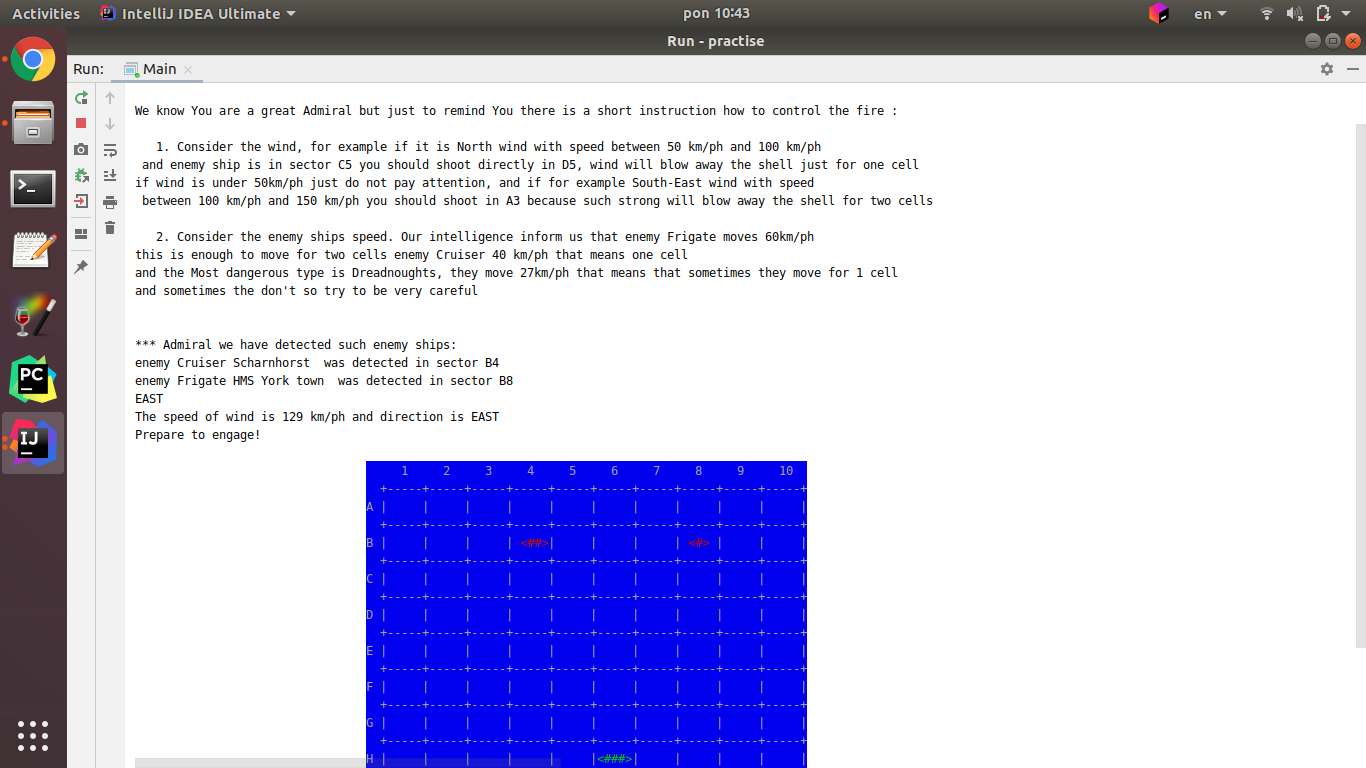 Activities IntelliJ IDEA Ultimate pon 10:43 en
Run - practise
Run: Main
We know You are a great Admiral but just to remind You there is a short instruction how to control the fire :
1. Consider the wind, for example if it is North wind with speed between 50 km/ph and 100 km/ph
and enemy ship is in sector C5 you should shoot directly in D5, wind will blow away the shell just for one cell
if wind is under 50km/ph just do not pay attention, and if for example South-East wind with speed
between 100 km/ph and 150 km/ph you should shoot in A3 because such strong will blow away the shell for two cells
2. Consider the enemy ships speed. Our intelligence inform us that enemy Frigate moves 60km/ph
this is enough to move for two cells enemy Cruiser 40 km/ph that means one cell
and the Most dangerous type is Dreadnoughts, they move 27km/ph that means that sometimes they move for 1 cell
and sometimes the don't so try to be very careful
*** Admiral we have detected such enemy ships:
enemy Cruiser Scharnhorst  was detected in sector B4
enemy Frigate HMS York town  was detected in sector B8
EAST
The speed of wind is 129 km/ph and direction is EAST
Prepare to engage!
1 2 3 4 5 6 7 8 9 10
+-----+-----+-----+-----+-----+-----+-----+-----+-----+-----+
A |     |     |     |     |     |     |     |     |     |     |
+-----+-----+-----+-----+-----+-----+-----+-----+-----+-----+
B |     |     |     | <##>|     |     |     | <#> |     |     |
+-----+-----+-----+-----+-----+-----+-----+-----+-----+-----+
C |     |     |     |     |     |     |     |     |     |     |
+-----+-----+-----+-----+-----+-----+-----+-----+-----+-----+
D |     |     |     |     |     |     |     |     |     |     |
+-----+-----+-----+-----+-----+-----+-----+-----+-----+-----+
E |     |     |     |     |     |     |     |     |     |     |
+-----+-----+-----+-----+-----+-----+-----+-----+-----+-----+
F |     |     |     |     |     |     |     |     |     |     |
+-----+-----+-----+-----+-----+-----+-----+-----+-----+-----+
G |     |     |     |     |     |     |     |     |     |     |
+-----+-----+-----+-----+-----+-----+-----+-----+-----+-----+
H |     |     |     |     |     |<###>|     |     |     |     |
PC
IJ